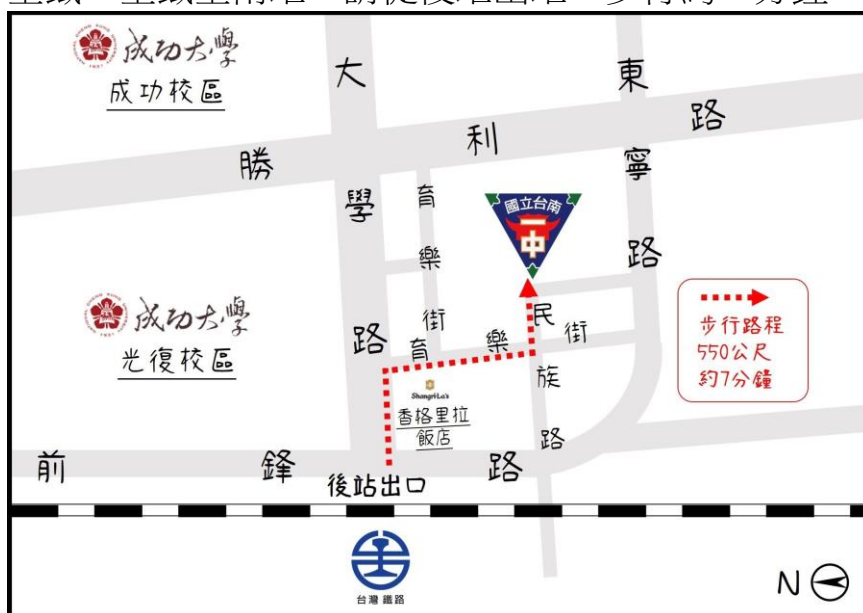 成功大學
成功校區
大學路
東寧路
勝利路
育樂街
國立台南
一中
成功大學
光復校區
育樂街
民族路
步行路程
550公尺
約7分鐘
Shangri-La's
香格里拉
飯店
前鋒路
後站出口
台灣鐵路
N